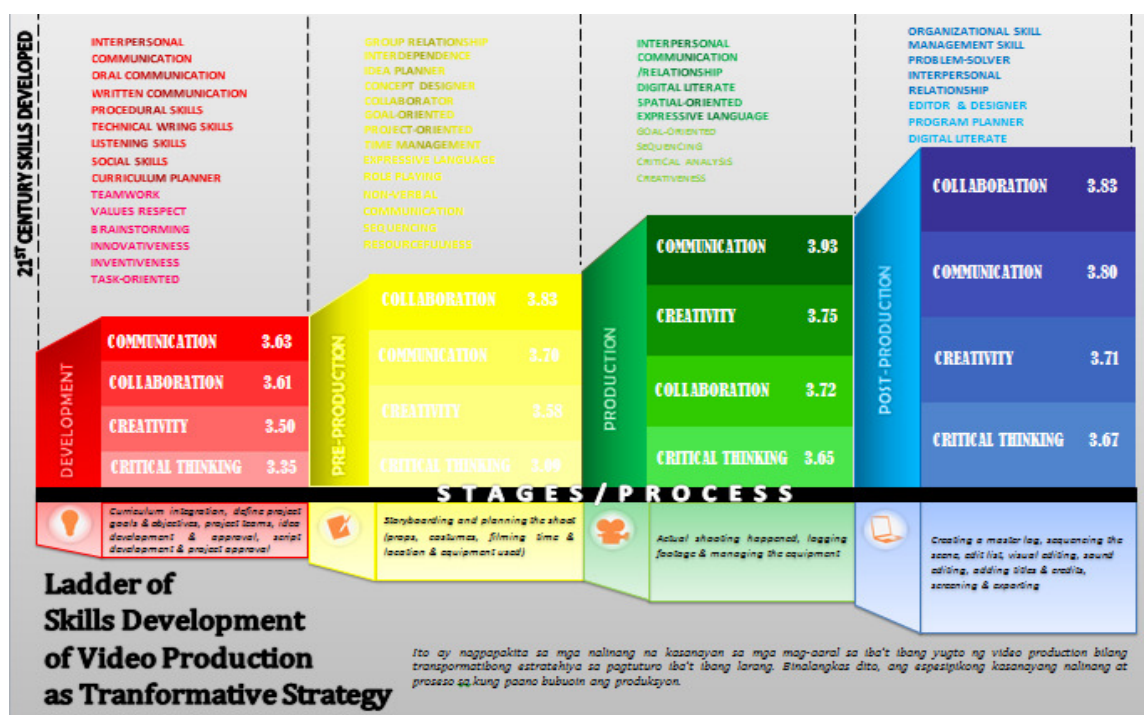 21ST CENTURY SKILLS DEVELOPED
INTERPERSONAL
COMMUNICATION
ORAL COMMUNICATION
WRITTEN COMMUNICATION
PROCEDURAL SKILLS
TECHNICAL WRING SKILLS
LISTENING SKILLS
SOCIAL SKILLS
CURRICULUM PLANNER
TEAMWORK
VALUES RESPECT
BRAINSTORMING
INNOVATIVENESS
INVENTIVENESS
TASK-ORIENTED
GROUP RELATIONSHIP
INTERDEPENDENCE
IDEA PLANNER
CONCEPT DESIGNER
COLLABORATOR
GOAL-ORIENTED
PROJECT-ORIENTED
TIME MANAGEMENT
EXPRESSIVE LANGUAGE
ROLE PLAYING
NON-VERBAL
COMMUNICATION
SEQUENCING
RESOURCEFULNESS
INTERPERSONAL
COMMUNICATION
/RELATIONSHIP
DIGITAL LITERATE
SPATIAL-ORIENTED
EXPRESSIVE LANGUAGE
GOAL-ORIENTED
SEQUENCING
CRITICAL ANALYSIS
CREATIVENESS
ORGANIZATIONAL SKILL
MANAGEMENT SKILL
PROBLEM-SOLVER
INTERPERSONAL
RELATIONSHIP
EDITOR & DESIGNER
PROGRAM PLANNER
DIGITAL LITERATE
DEVELOPMENT
COMMUNICATION 3.63
COLLABORATION 3.61
CREATIVITY 3.50
CRITICAL THINKING 3.35
PRE-PRODUCTION
COLLABORATION 3.83
COMMUNICATION 3.70
CREATIVITY 3.58
CRITICAL THINKING
PRODUCTION
COMMUNICATION 3.93
CREATIVITY 3.75
COLLABORATION 3.72
CRITICAL THINKING 3.65
POST-PRODUCTION
COLLABORATION 3.83
COMMUNICATION 3.80
CREATIVITY 3.71
CRITICAL THINKING 3.67
STAGES/PROCESS
Curriculum integration, define project
goals & objectives, project teams, idea
development & approval, script
development & project approval
Storyboarding and planning the shoot
(props, costumes, filming time &
location & equipment used)
Actual shooting happened, logging
footage & managing the equipment
Creating a master log, sequencing the
scene, edit list, visual editing, sound
editing, adding titles & credits,
screening & exporting
Ladder of
Skills Development
of Video Production
as Tranformative Strategy
Ito ay nagpapakita sa mga nalinang na kasanayan sa mga mag-aaral sa iba't ibang yugto ng video production bilang
transpormatibong estratehiya sa pagtuturo iba't ibang larang. Binalangkas dito, ang espesipikong kasanayang nalinang at
proseso sa kung paano bubuoin ang produksyon.